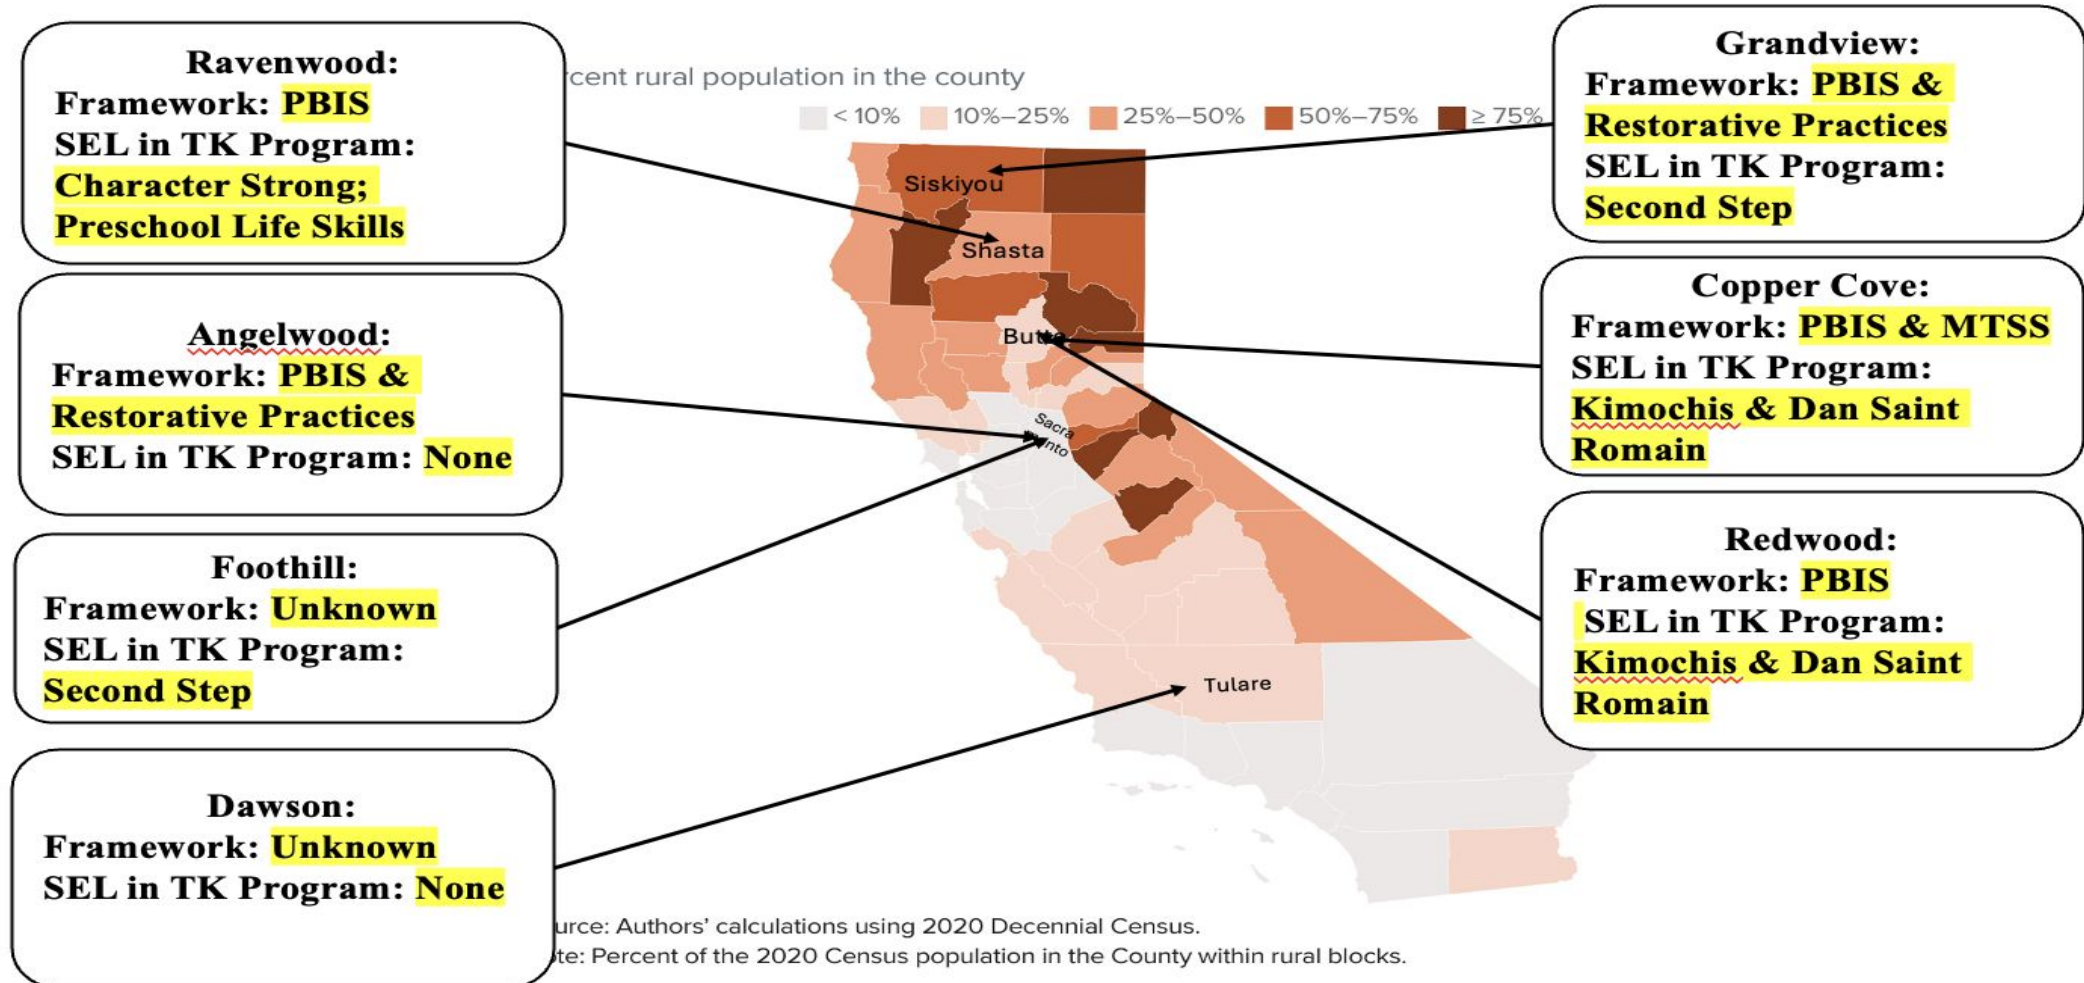 Ravenwood:
Framework: PBIS
SEL in TK Program:
Character Strong;
Preschool Life Skills
Angelwood:
Framework: PBIS &
Restorative Practices
SEL in TK Program: None
Foothill:
Framework: Unknown
SEL in TK Program:
Second Step
Dawson:
Framework: Unknown
SEL in TK Program: None
rcent rural population in the county
< 10% 10%–25% 25%–50% 50%–75% ≥ 75%
Siskiyou
Shasta
Butte
Sacra
mento
Tulare
Grandview:
Framework: PBIS &
Restorative Practices
SEL in TK Program:
Second Step
Copper Cove:
Framework: PBIS & MTSS
SEL in TK Program:
Kimochis & Dan Saint
Romain
Redwood:
Framework: PBIS
SEL in TK Program:
Kimochis & Dan Saint
Romain
urce: Authors’ calculations using 2020 Decennial Census.
te: Percent of the 2020 Census population in the County within rural blocks.